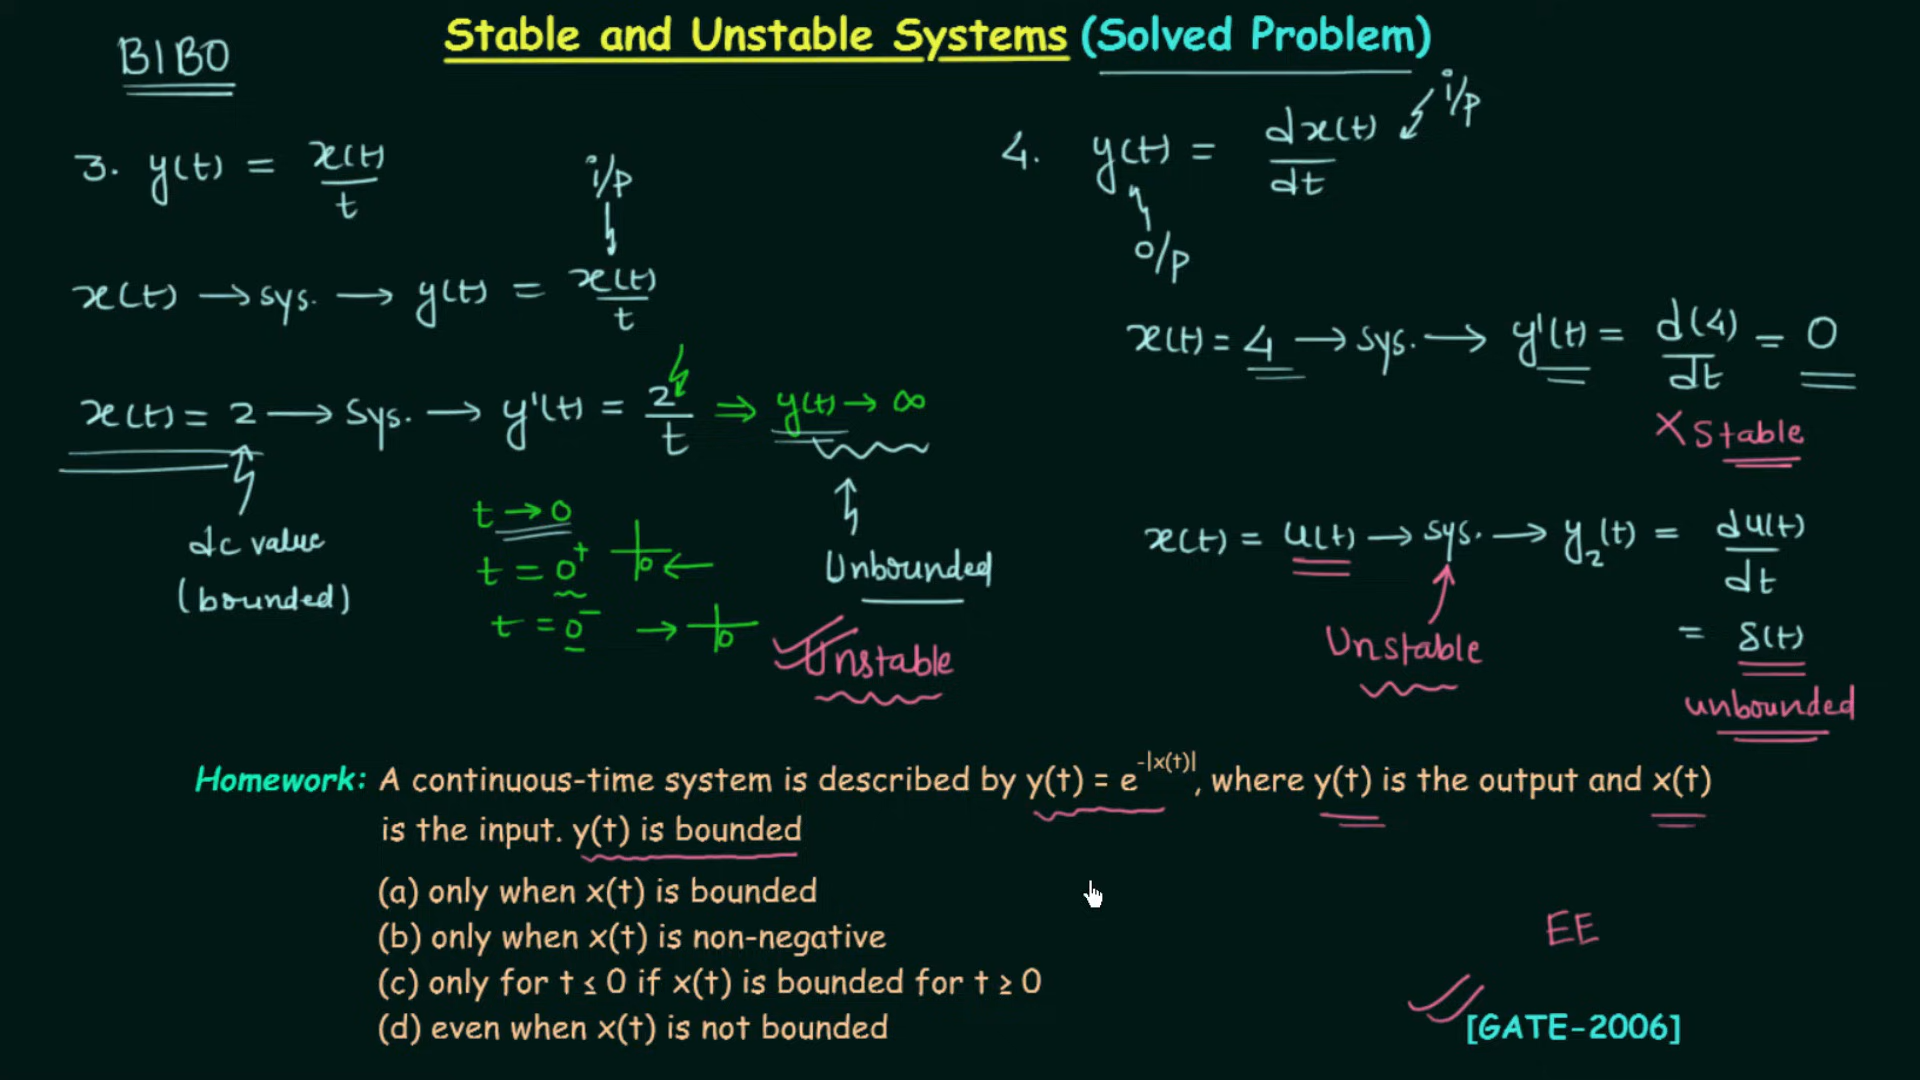 BIBO
Stable and Unstable Systems (Solved Problem)
3. y(t) = x(t)/t
i/p
x(t) → sys. → y(t) = x(t)/t
x(t) = 2 → Sys. → y'(t) = 2/t ⇒ y(t) → ∞
dc value
(bounded)
t → 0
t = 0⁺ 0 ←
t = 0⁻ → 0
Unbounded
Unstable
4. y(t) = dx(t)/dt
i/p
o/p
x(t) = 4 → sys. → y'(t) = d(4)/dt = 0
X Stable
x(t) = u(t) → sys. → y₂(t) = du(t)/dt
= δ(t)
Unstable
unbounded
Homework: A continuous-time system is described by y(t) = e^-|x(t)|, where y(t) is the output and x(t)
is the input. y(t) is bounded
(a) only when x(t) is bounded
(b) only when x(t) is non-negative
(c) only for t ≤ 0 if x(t) is bounded for t ≥ 0
(d) even when x(t) is not bounded
EE
[GATE-2006]